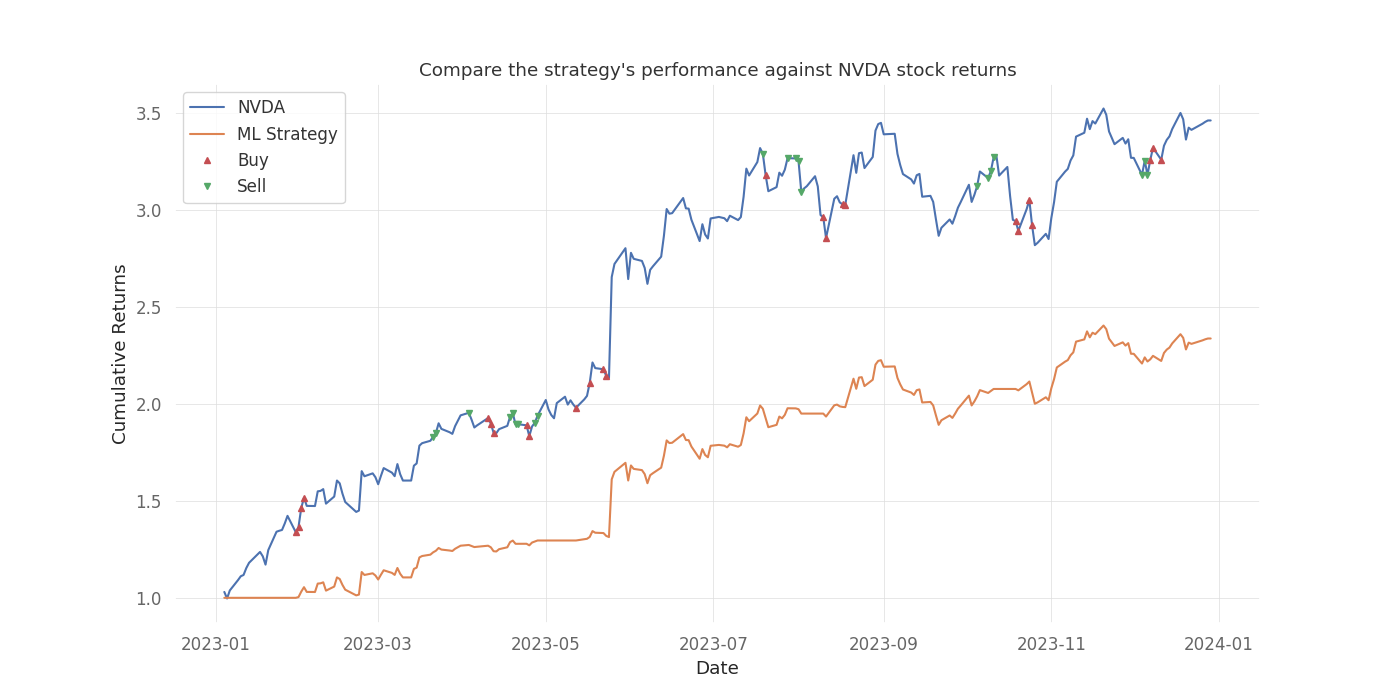 Compare the strategy's performance against NVDA stock returns
NVDA
ML Strategy
Buy
Sell
3.5
3.0
2.5
2.0
1.5
1.0
Cumulative Returns
2023-01
2023-03
2023-05
2023-07
2023-09
2023-11
2024-01
Date